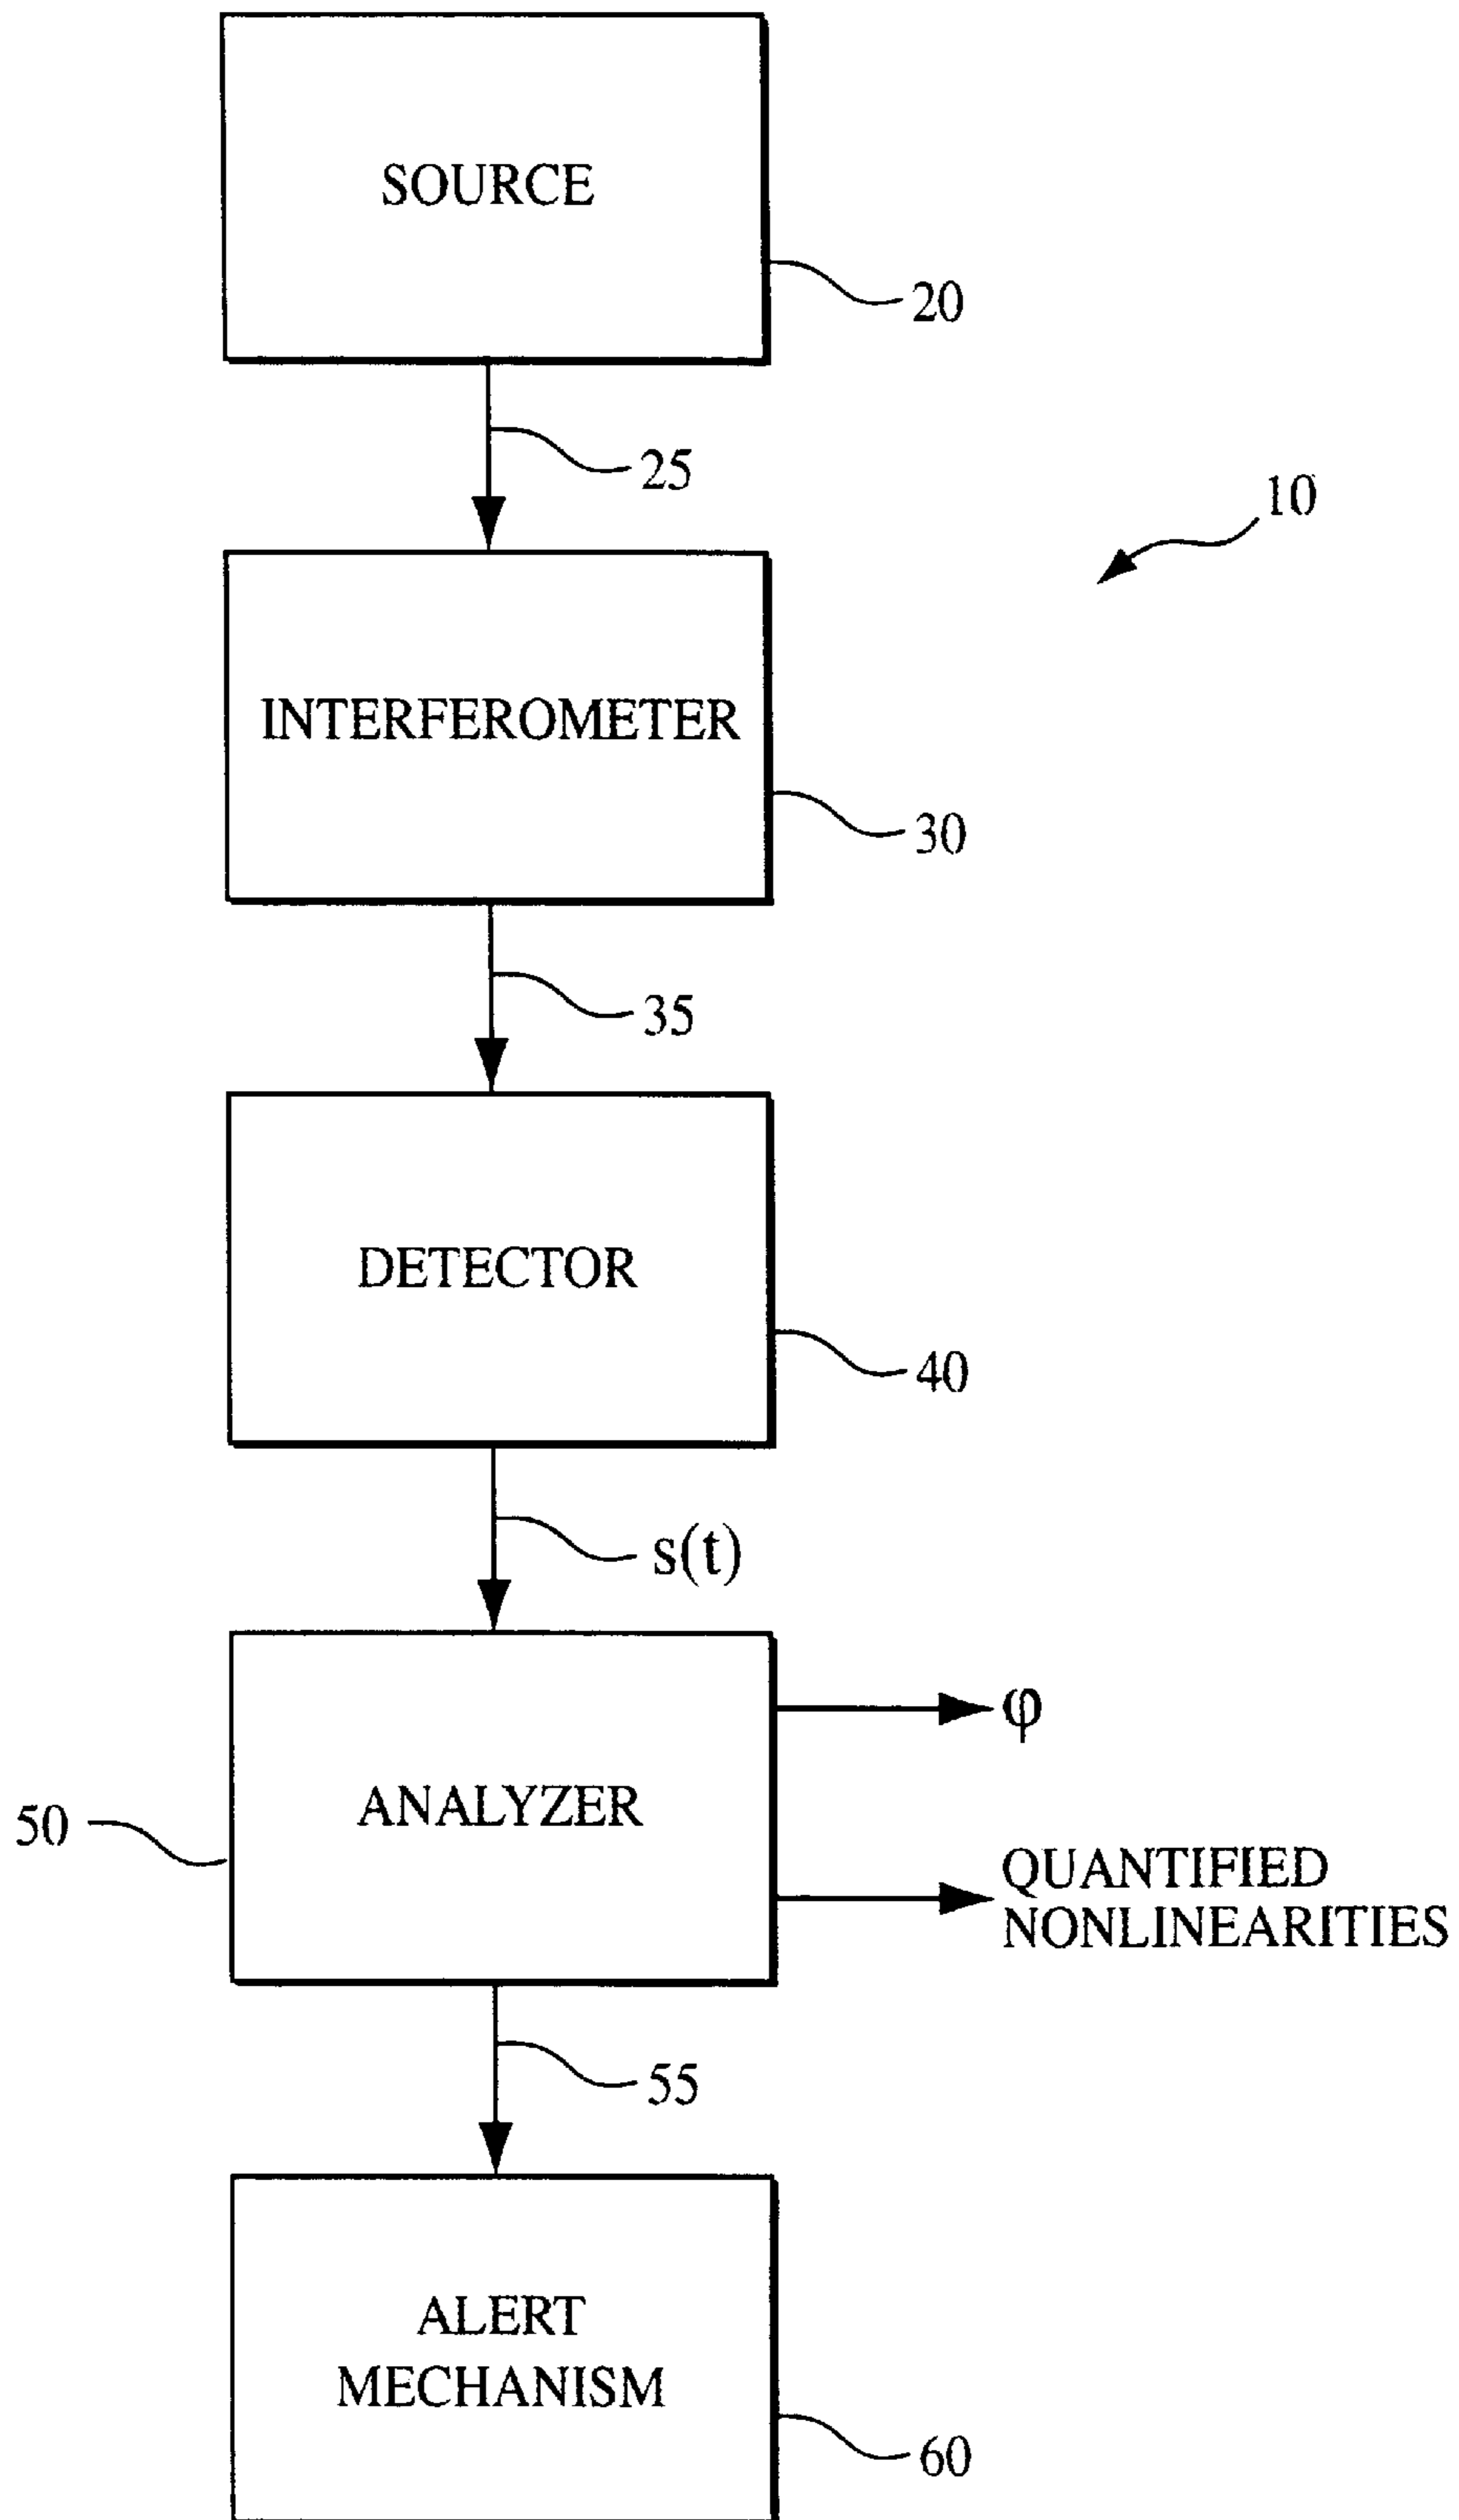 SOURCE
20
25
10
INTERFEROMETER
30
35
DETECTOR
40
s(t)
φ
ANALYZER
50
QUANTIFIED
NONLINEARITIES
55
ALERT
MECHANISM
60